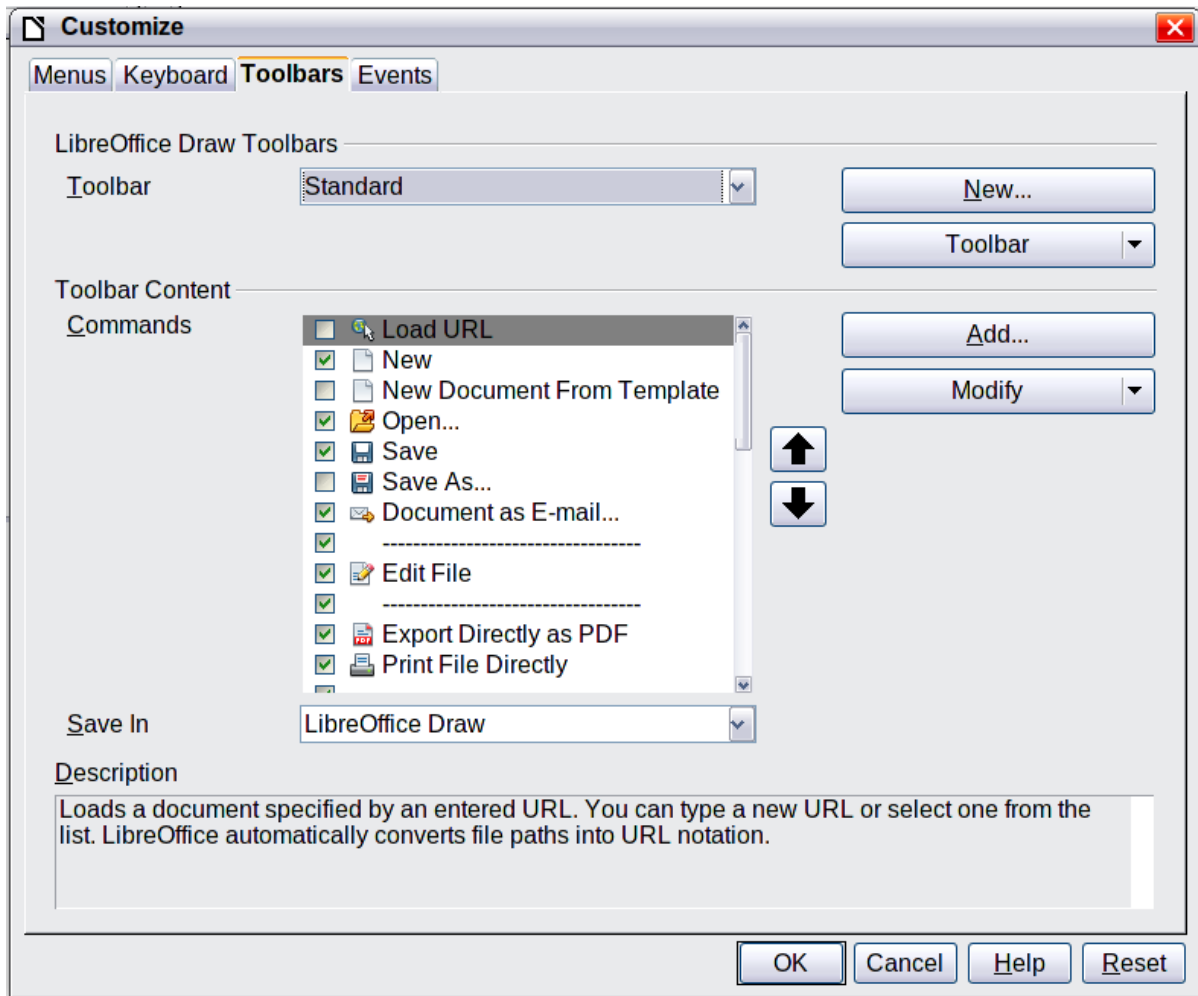 Customize
Menus Keyboard Toolbars Events
LibreOffice Draw Toolbars
Toolbar Standard New...
Toolbar
Toolbar Content
Commands Load URL Add...
New
New Document From Template Modify
Open...
Save
Save As...
Document as E-mail...
----------------------------------
Edit File
----------------------------------
Export Directly as PDF
Print File Directly
Save In LibreOffice Draw
Description
Loads a document specified by an entered URL. You can type a new URL or select one from the
list. LibreOffice automatically converts file paths into URL notation.
OK Cancel Help Reset